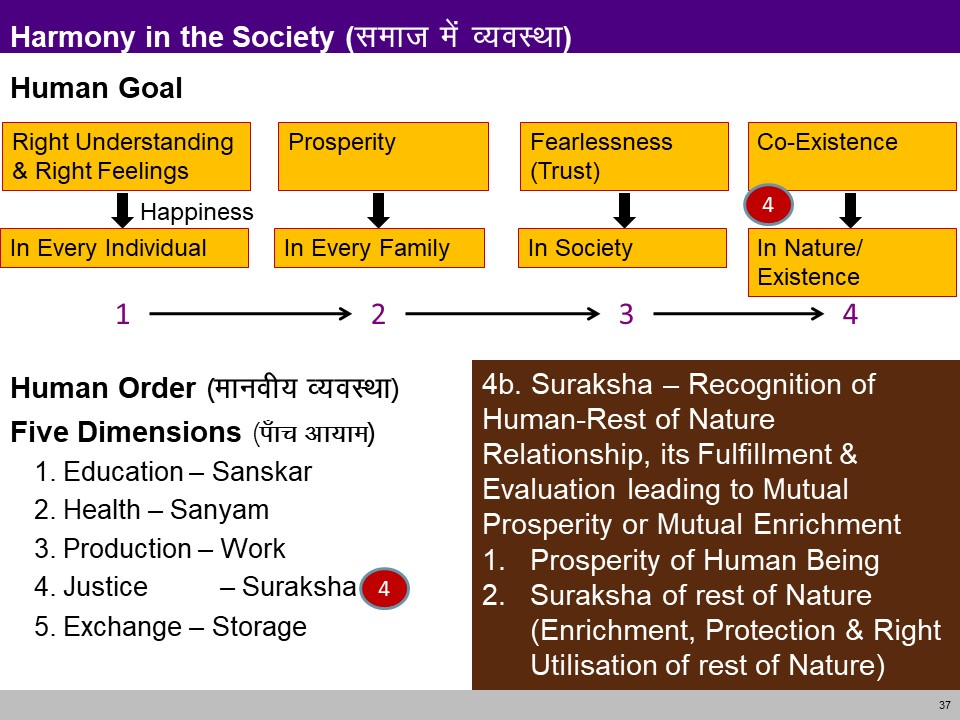 Harmony in the Society (समाज में व्यवस्था)
Human Goal
Right Understanding
& Right Feelings
Prosperity
Fearlessness
(Trust)
Co-Existence
Happiness
4
In Every Individual
In Every Family
In Society
In Nature/
Existence
1
2
3
4
Human Order (मानवीय व्यवस्था)
Five Dimensions (पाँच आयाम)
1. Education – Sanskar
2. Health – Sanyam
3. Production – Work
4. Justice – Suraksha 4
5. Exchange – Storage
4b. Suraksha – Recognition of
Human-Rest of Nature
Relationship, its Fulfillment &
Evaluation leading to Mutual
Prosperity or Mutual Enrichment
1. Prosperity of Human Being
2. Suraksha of rest of Nature
(Enrichment, Protection & Right
Utilisation of rest of Nature)
37